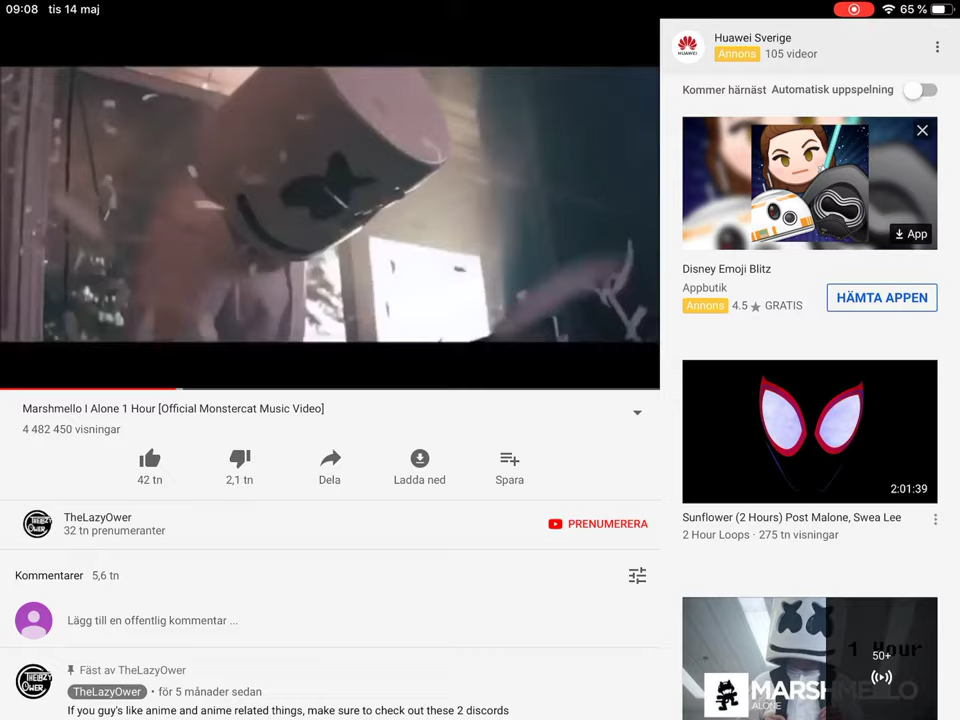 09:08 tis 14 maj
65 %
Huawei Sverige
HUAWEI
Annons 105 videor
Kommer härnäst Automatisk uppspelning
App
Disney Emoji Blitz
Appbutik
Annons 4.5 ★ GRATIS
HÄMTA APPEN
Marshmello I Alone 1 Hour [Official Monstercat Music Video]
4 482 450 visningar
42 tn
2,1 tn
Dela
Ladda ned
Spara
TheLazyOwer
32 tn prenumeranter
PRENUMERERA
Kommentarer 5,6 tn
Lägg till en offentlig kommentar ...
Fäst av TheLazyOwer
TheLazyOwer • för 5 månader sedan
If you guy's like anime and anime related things, make sure to check out these 2 discords
2:01:39
Sunflower (2 Hours) Post Malone, Swea Lee
2 Hour Loops · 275 tn visningar
1 Hour
50+
MARSHMELLO
ALONE